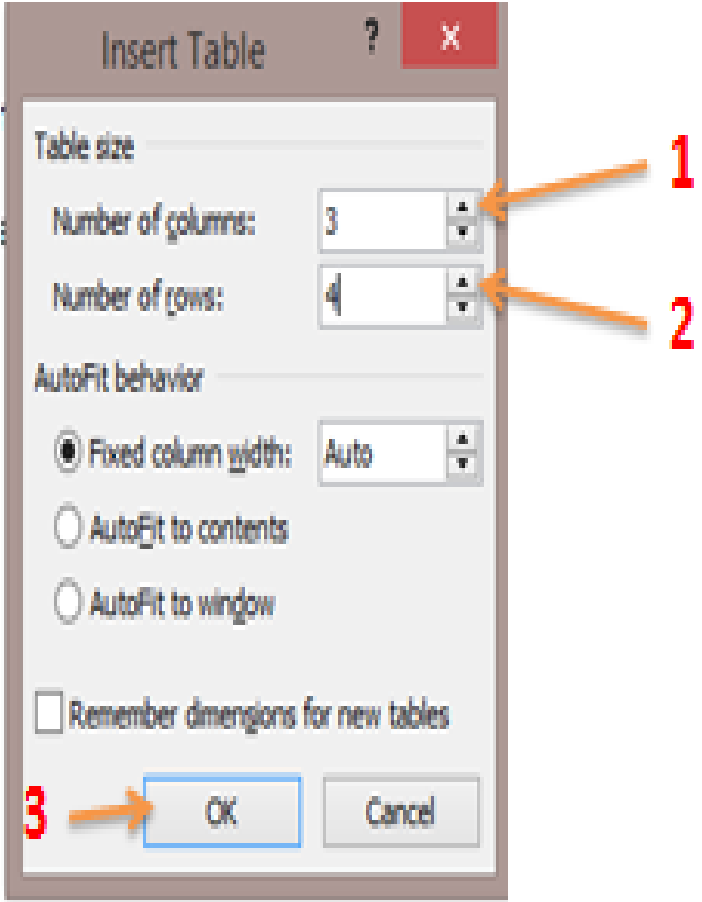 Insert Table ? x
Table size
1
Number of columns: 3
Number of rows: 4
2
AutoFit behavior
Fixed column width: Auto
AutoFit to contents
AutoFit to window
Remember dimensions for new tables
3 OK Cancel